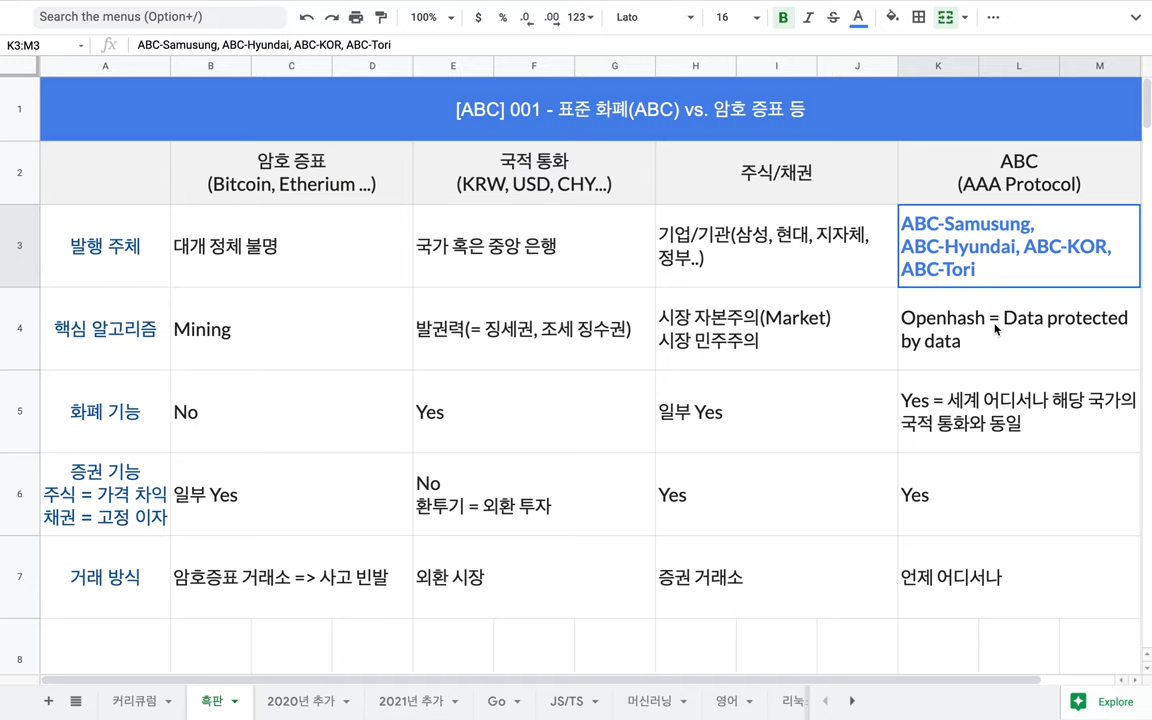 Search the menus (Option+/)
100%
$ % .0 .00 123
Lato
16
B I S A
K3:M3
fx
ABC-Samusung, ABC-Hyundai, ABC-KOR, ABC-Tori
A B C D E F G H I J K L M
1
[ABC] 001 - 표준 화폐(ABC) vs. 암호 증표 등
2
암호 증표
(Bitcoin, Etherium ...)
국적 통화
(KRW, USD, CHY...)
주식/채권
ABC
(AAA Protocol)
3
발행 주체
대개 정체 불명
국가 혹은 중앙 은행
기업/기관(삼성, 현대, 지자체,
정부..)
ABC-Samusung,
ABC-Hyundai, ABC-KOR,
ABC-Tori
4
핵심 알고리즘
Mining
발권력(= 징세권, 조세 징수권)
시장 자본주의(Market)
시장 민주주의
Openhash = Data protected
by data
5
화폐 기능
No
Yes
일부 Yes
Yes = 세계 어디서나 해당 국가의
국적 통화와 동일
6
증권 기능
주식 = 가격 차익
채권 = 고정 이자
일부 Yes
No
환투기 = 외환 투자
Yes
Yes
7
거래 방식
암호증표 거래소 => 사고 빈발
외환 시장
증권 거래소
언제 어디서나
8
커리큘럼
흑판
2020년 추가
2021년 추가
Go
JS/TS
머신러닝
영어
리눅
Explore